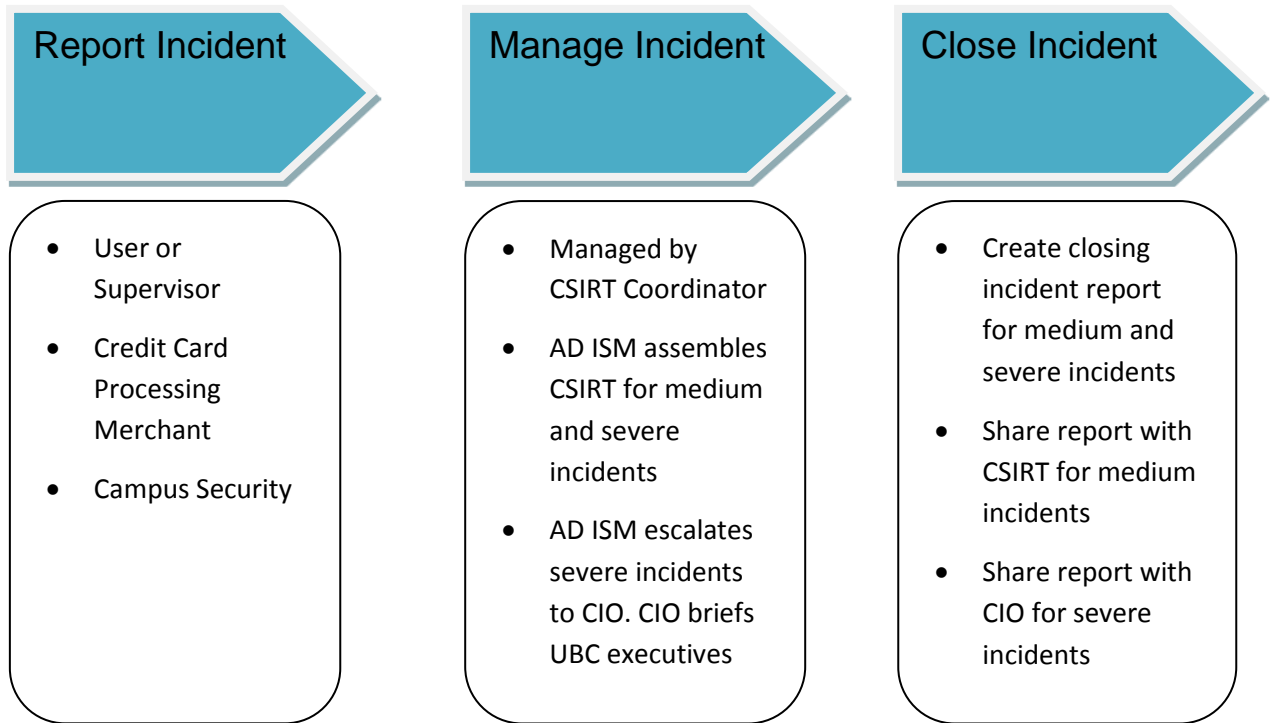 Report Incident
• User or
Supervisor
• Credit Card
Processing
Merchant
• Campus Security
Manage Incident
• Managed by
CSIRT Coordinator
• AD ISM assembles
CSIRT for medium
and severe
incidents
• AD ISM escalates
severe incidents
to CIO. CIO briefs
UBC executives
Close Incident
• Create closing
incident report
for medium and
severe incidents
• Share report with
CSIRT for medium
incidents
• Share report with
CIO for severe
incidents